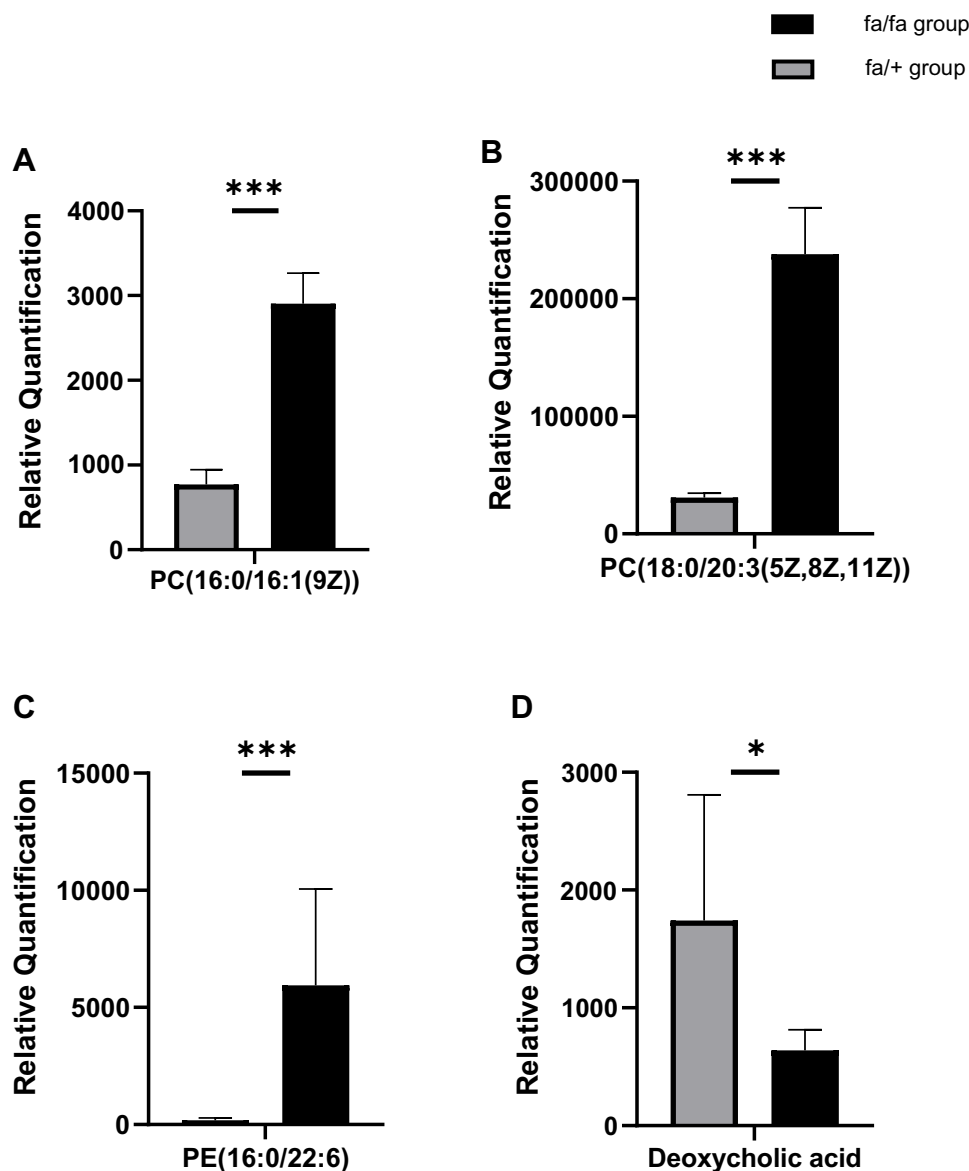 fa/fa group
fa/+ group
A
***
Relative Quantification
4000
3000
2000
1000
0
PC(16:0/16:1(9Z))
B
***
Relative Quantification
300000
200000
100000
0
PC(18:0/20:3(5Z,8Z,11Z))
C
***
Relative Quantification
15000
10000
5000
0
PE(16:0/22:6)
D
*
Relative Quantification
3000
2000
1000
0
Deoxycholic acid